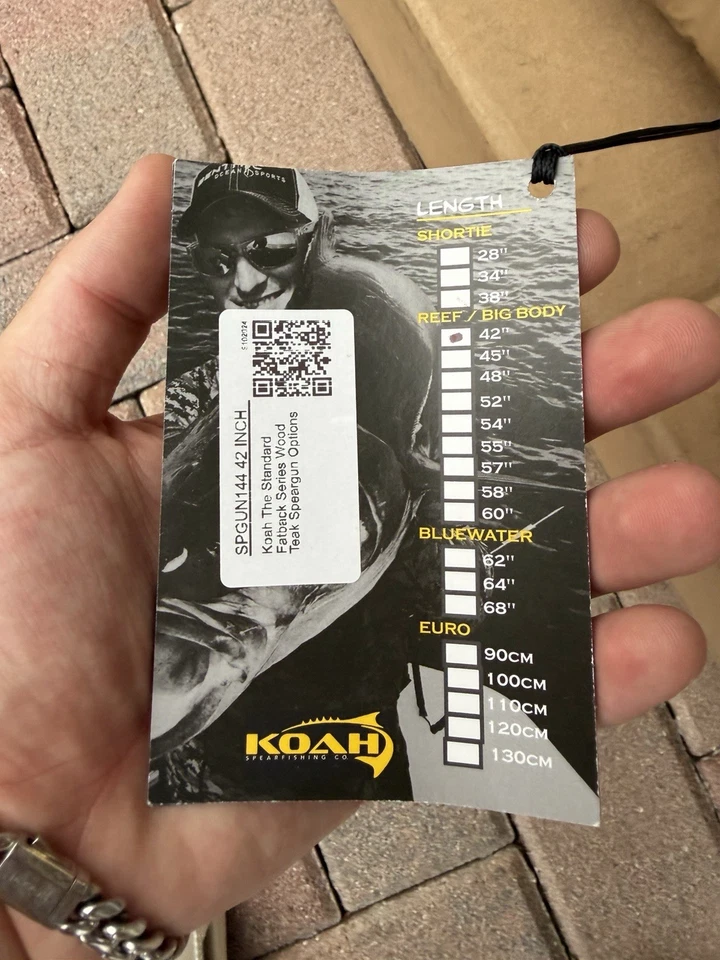 OCEAN SPORTS
LENGTH
SHORTIE
28"
34"
38"
REEF / BIG BODY
42"
45"
48"
52"
54"
55"
57"
58"
60"
BLUEWATER
62"
64"
68"
EURO
90CM
100CM
110CM
120CM
130CM
SPGUN144 42 INCH
Koah The Standard
Fatback Series Wood
Teak Speargun Options
KOAH
SPEARFISHING CO.